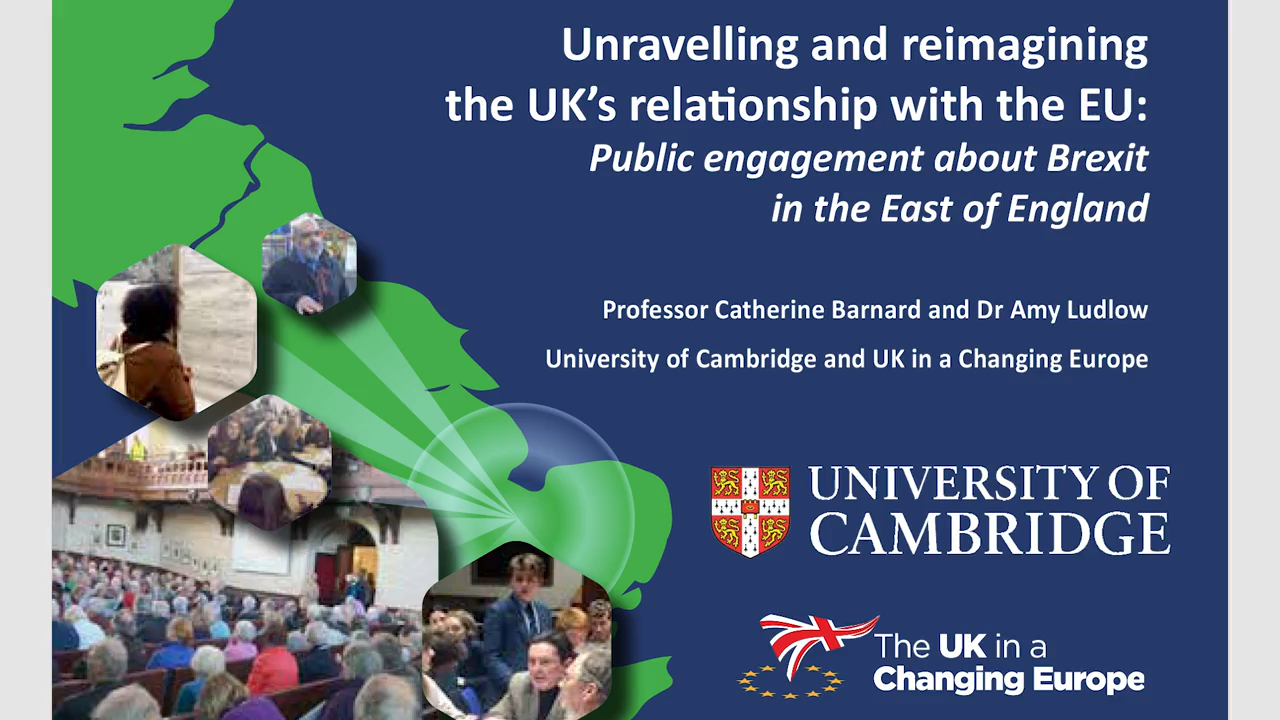 Unravelling and reimagining
the UK's relationship with the EU:
Public engagement about Brexit
in the East of England
Professor Catherine Barnard and Dr Amy Ludlow
University of Cambridge and UK in a Changing Europe
UNIVERSITY OF
CAMBRIDGE
The UK in a
Changing Europe